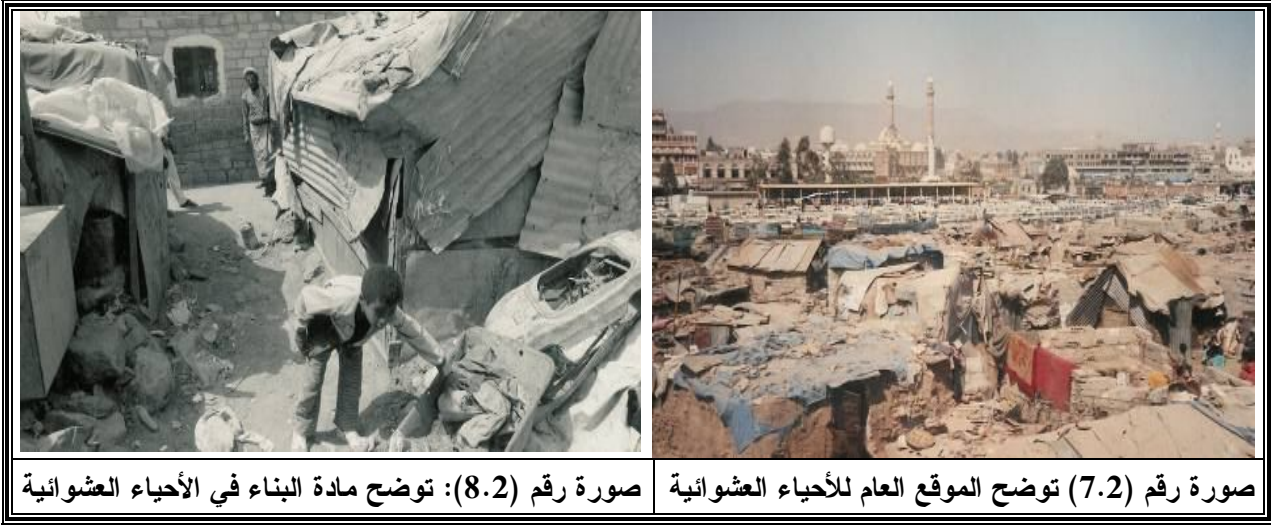 صورة رقم (7.2) توضح الموقع العام للأحياء العشوائية
صورة رقم (8.2): توضح مادة البناء في الأحياء العشوائية